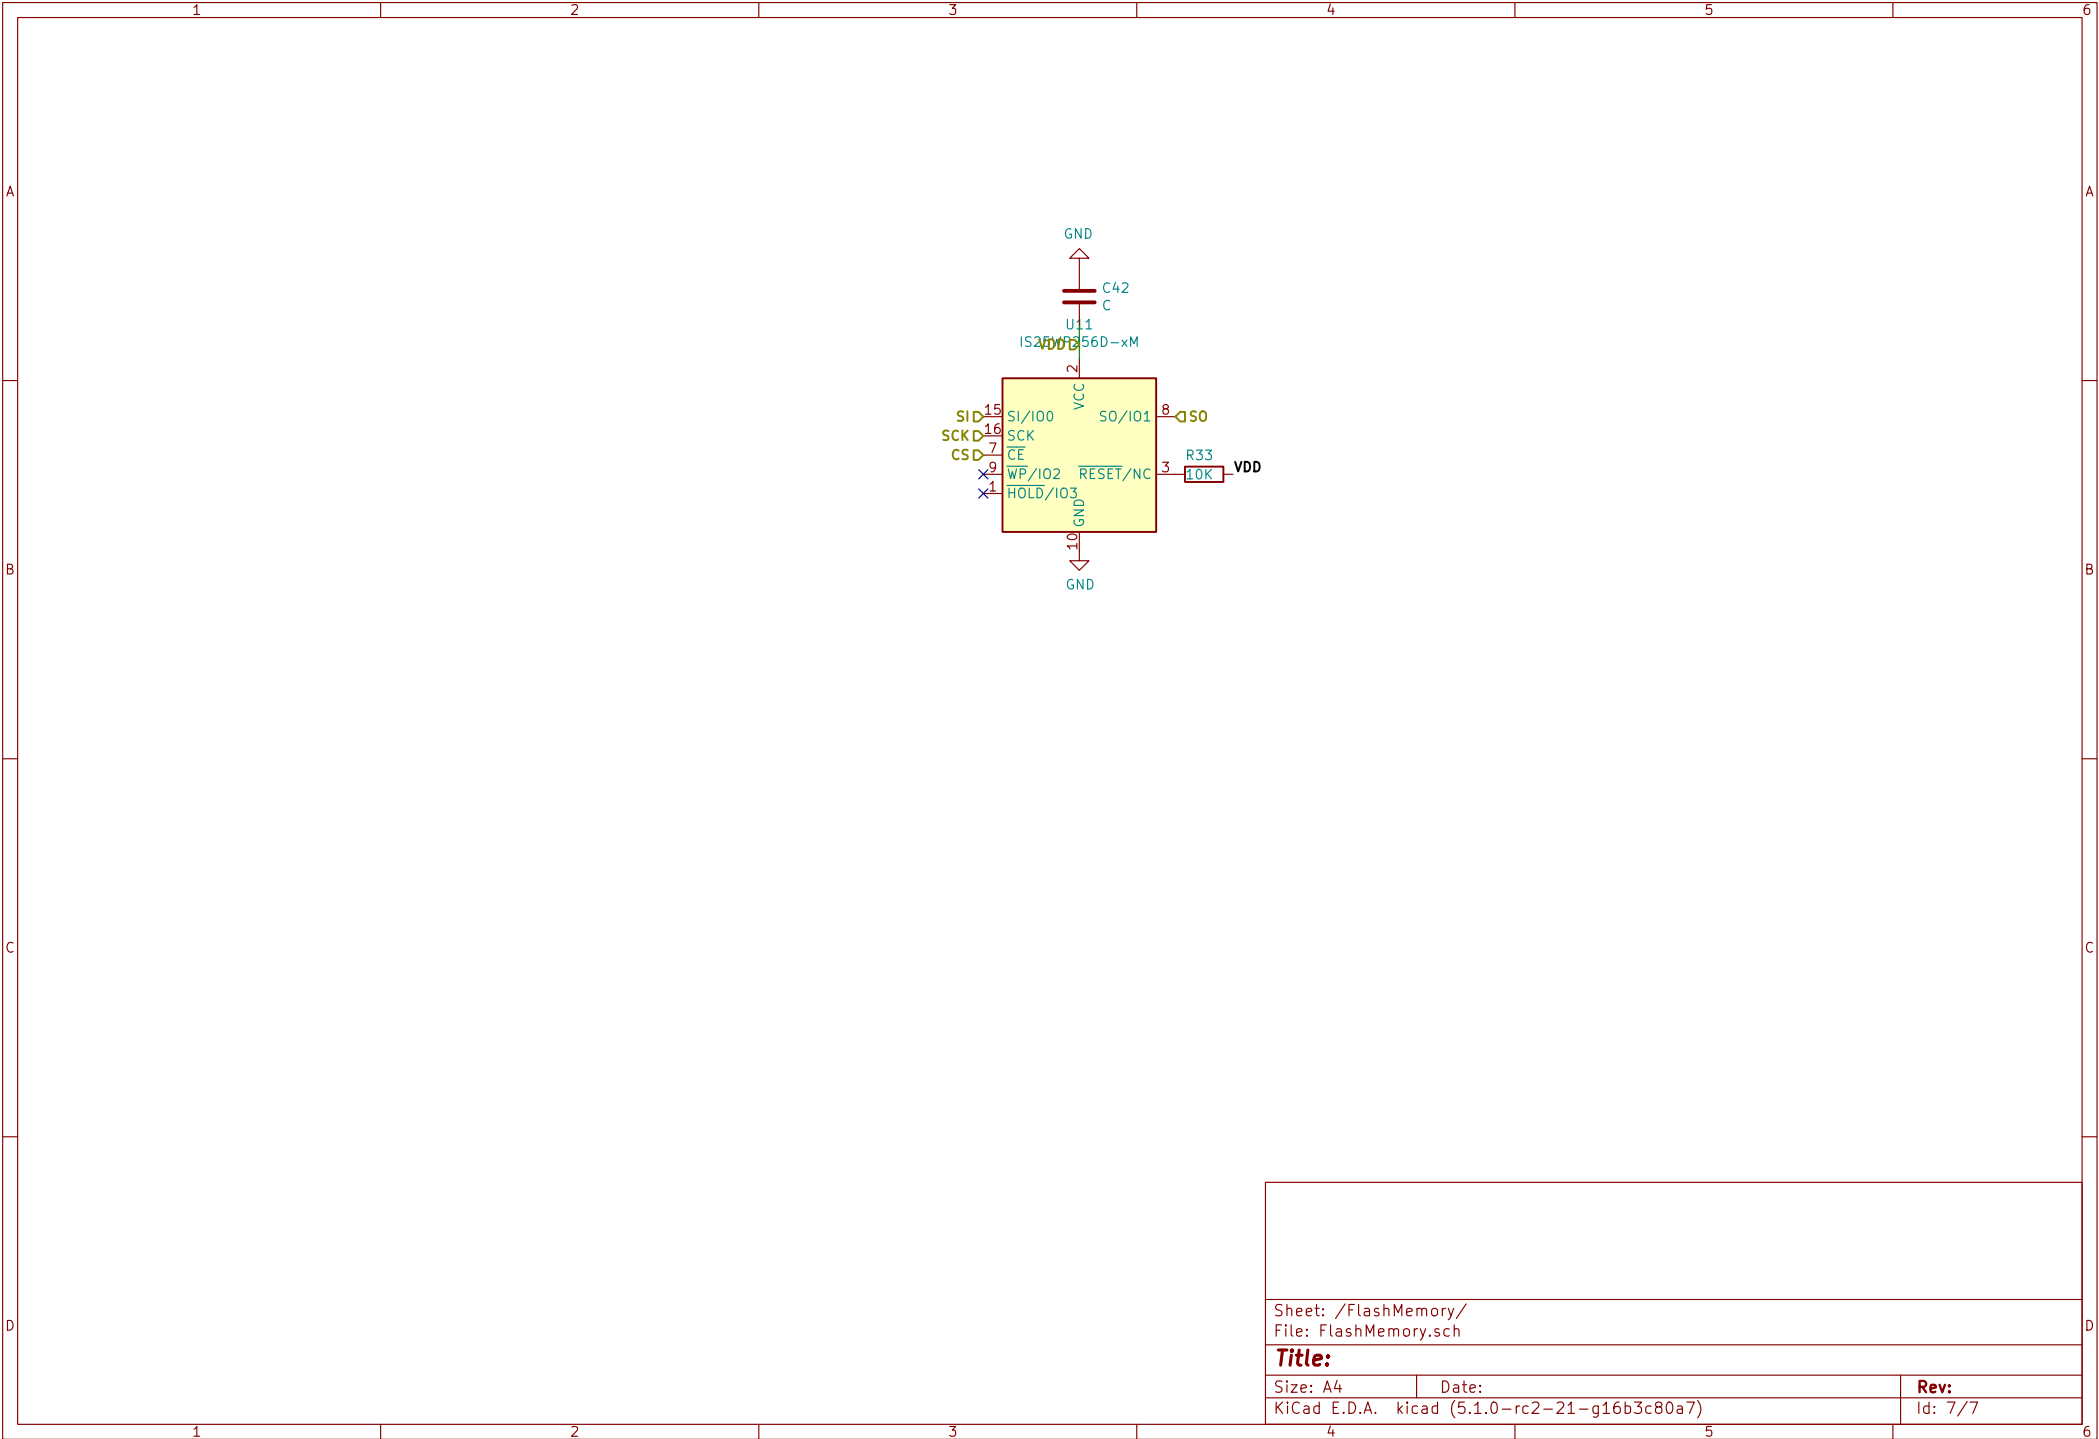 1 2 3 4 5 6
A A
GND
C42
C
U11
IS25WP256D-xM
VDD
2
VCC
SI 15 SI/IO0 SO/IO1 8 SO
SCK 16 SCK
CS 7 CE R33
9 WP/IO2 RESET/NC 3 10K VDD
1 HOLD/IO3
GND
10
GND
B B
C C
D D
Sheet: /FlashMemory/
File: FlashMemory.sch
Title:
Size: A4 Date: Rev:
KiCad E.D.A. kicad (5.1.0-rc2-21-g16b3c80a7) Id: 7/7
1 2 3 4 5 6